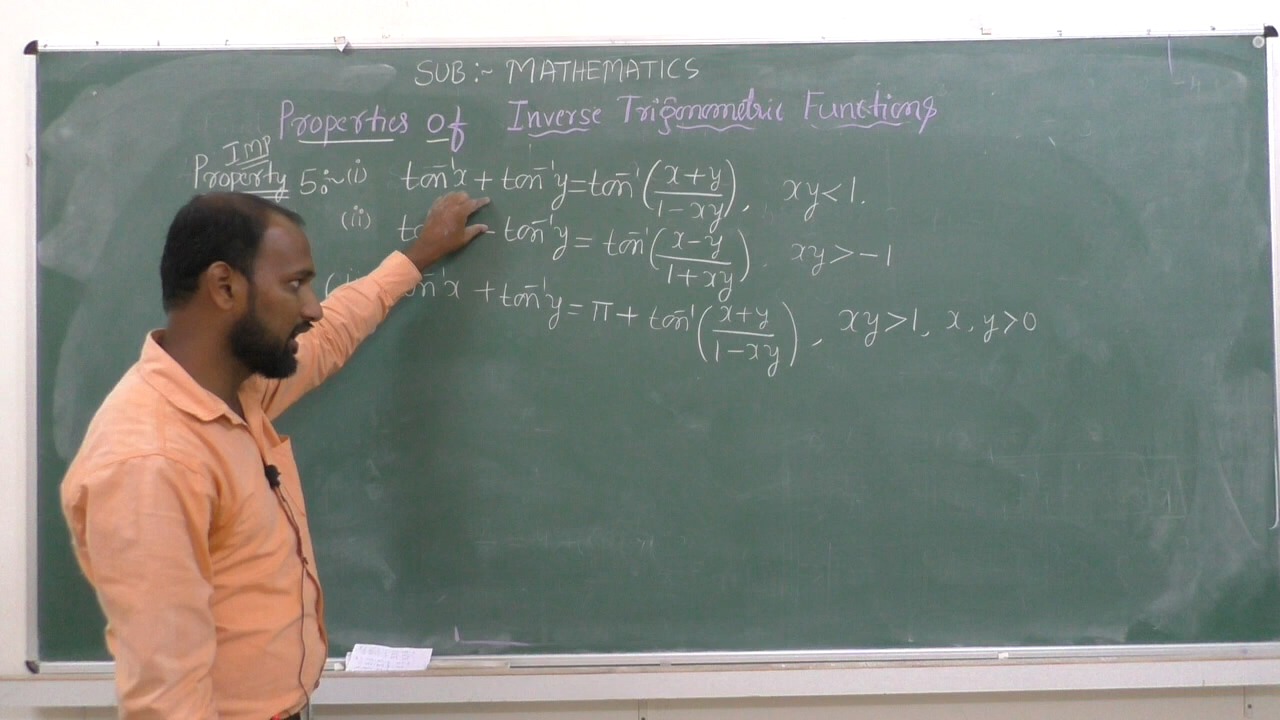 SUB :- MATHEMATICS
Properties of Inverse Trigonometric Functions
IMP
Property 5:~ (i) tan⁻¹x + tan⁻¹y = tan⁻¹((x+y)/(1-xy)), xy<1.
(ii) - tan⁻¹y = tan⁻¹((x-y)/(1+xy)), xy>-1
tan⁻¹x + tan⁻¹y = π + tan⁻¹((x+y)/(1-xy)), xy>1, x, y>0